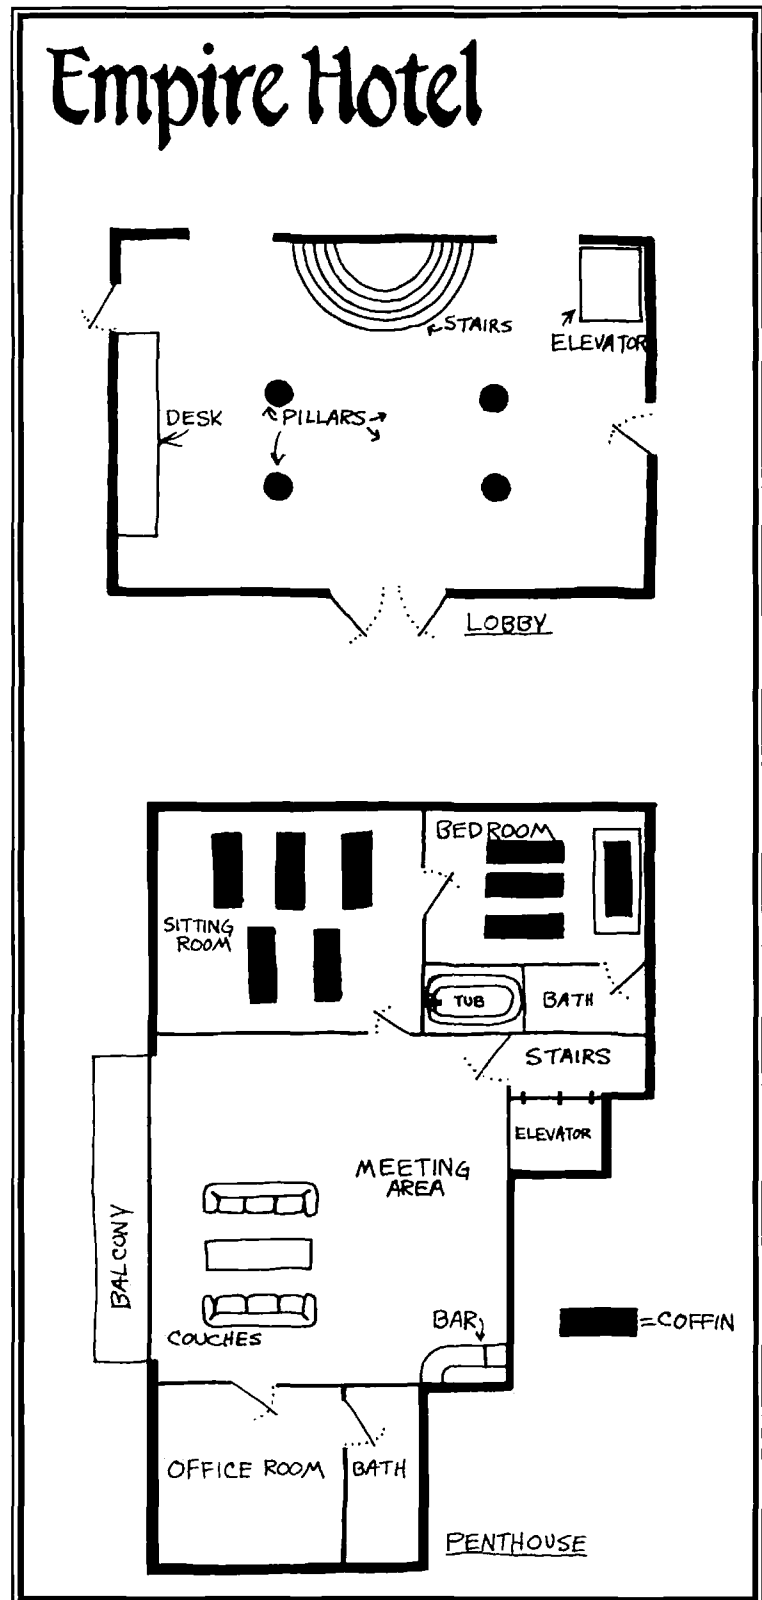 Empire Hotel
STAIRS
ELEVATOR
DESK
PILLARS
LOBBY
BEDROOM
SITTING
ROOM
TUB
BATH
STAIRS
ELEVATOR
MEETING
AREA
BALCONY
BAR
=COFFIN
COUCHES
OFFICE ROOM
BATH
PENTHOUSE